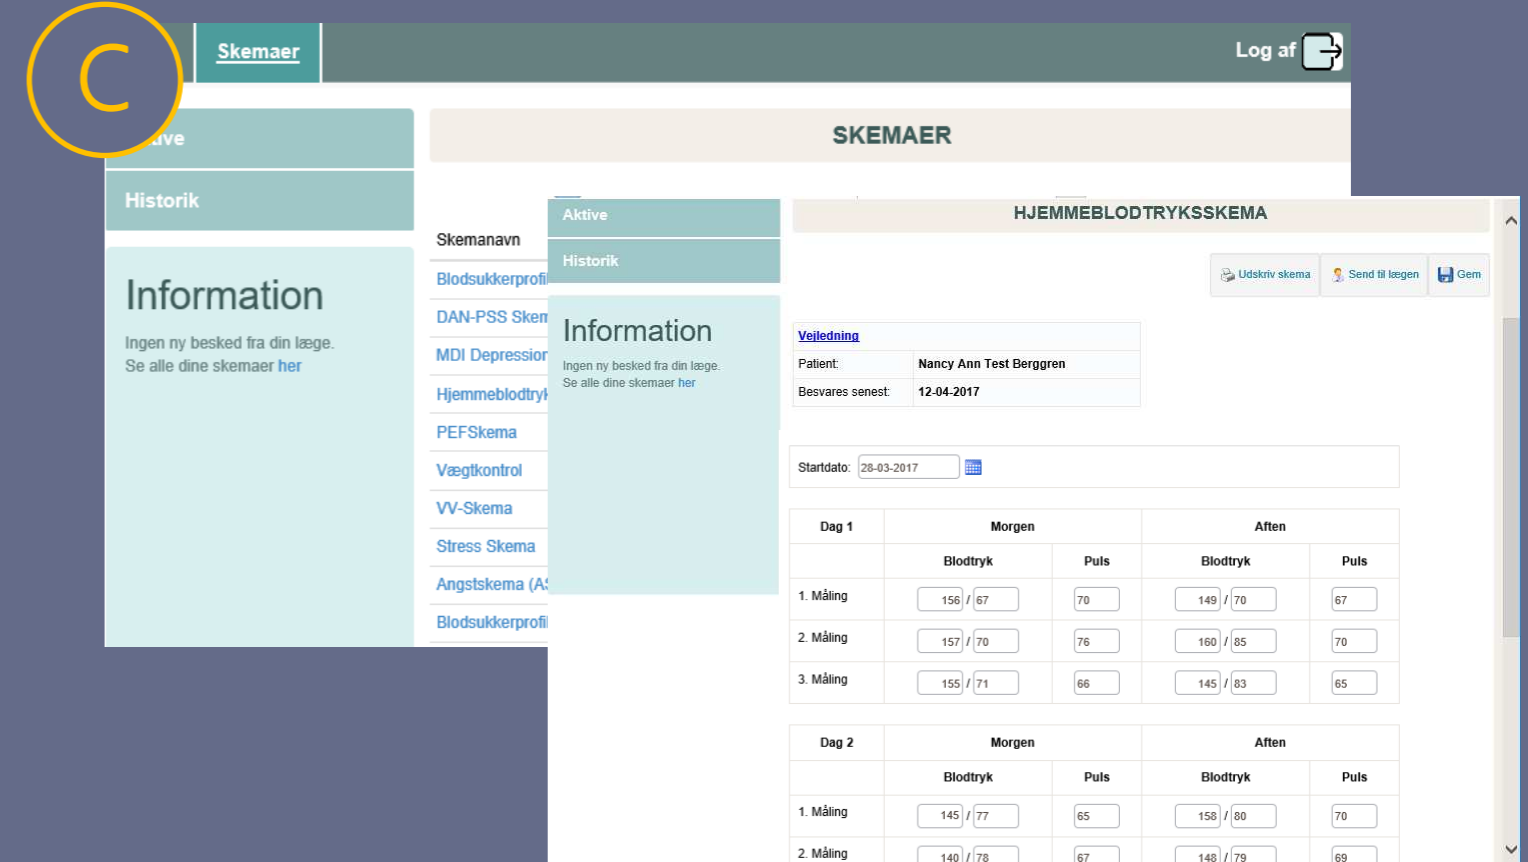 C
Skemaer
Log af
Aktive
SKEMAER
Historik
Skemanavn
Information
Ingen ny besked fra din læge.
Se alle dine skemaer her
Blodsukkerprofil
DAN-PSS Skem
MDI Depression
Hjemmeblodtryk
PEFSkema
Vægtkontrol
VV-Skema
Stress Skema
Angstskema (AS
Blodsukkerprofil
Aktive
HJEMMEBLODTRYKSSKEMA
Historik
Udskriv skema Send til lægen Gem
Information
Ingen ny besked fra din læge.
Se alle dine skemaer her
Vejledning
Patient: Nancy Ann Test Berggren
Besvares senest: 12-04-2017
Startdato: 28-03-2017
Dag 1 Morgen Aften
Blodtryk Puls Blodtryk Puls
1. Måling 156 / 67 70 149 / 70 67
2. Måling 157 / 70 76 160 / 85 70
3. Måling 155 / 71 66 145 / 83 65
Dag 2 Morgen Aften
Blodtryk Puls Blodtryk Puls
1. Måling 145 / 77 65 158 / 80 70
2. Måling 140 / 78 67 148 / 79 69